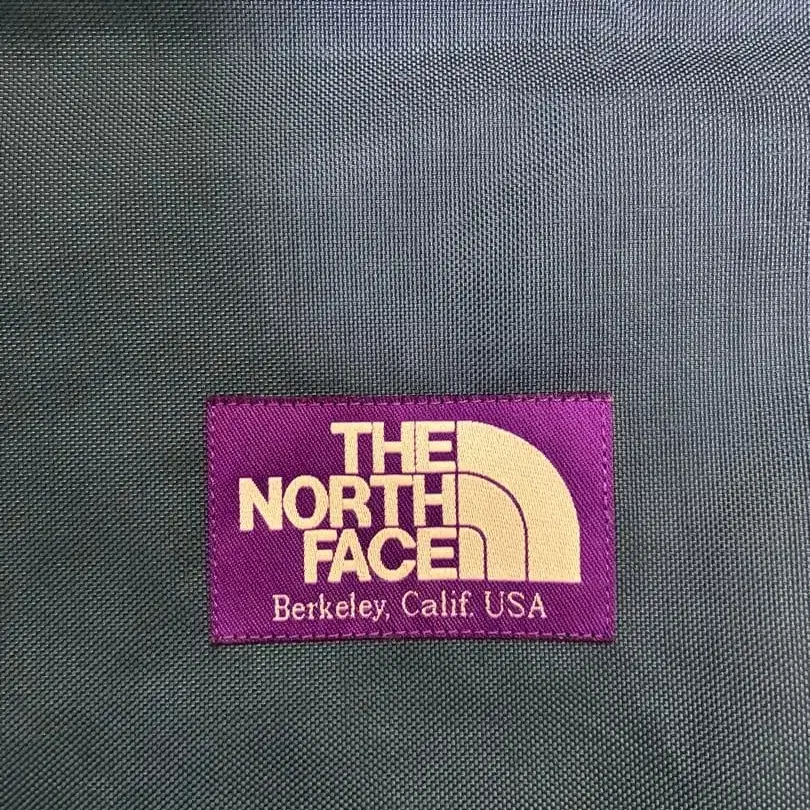 THE
NORTH
FACE
Berkeley, Calif. USA